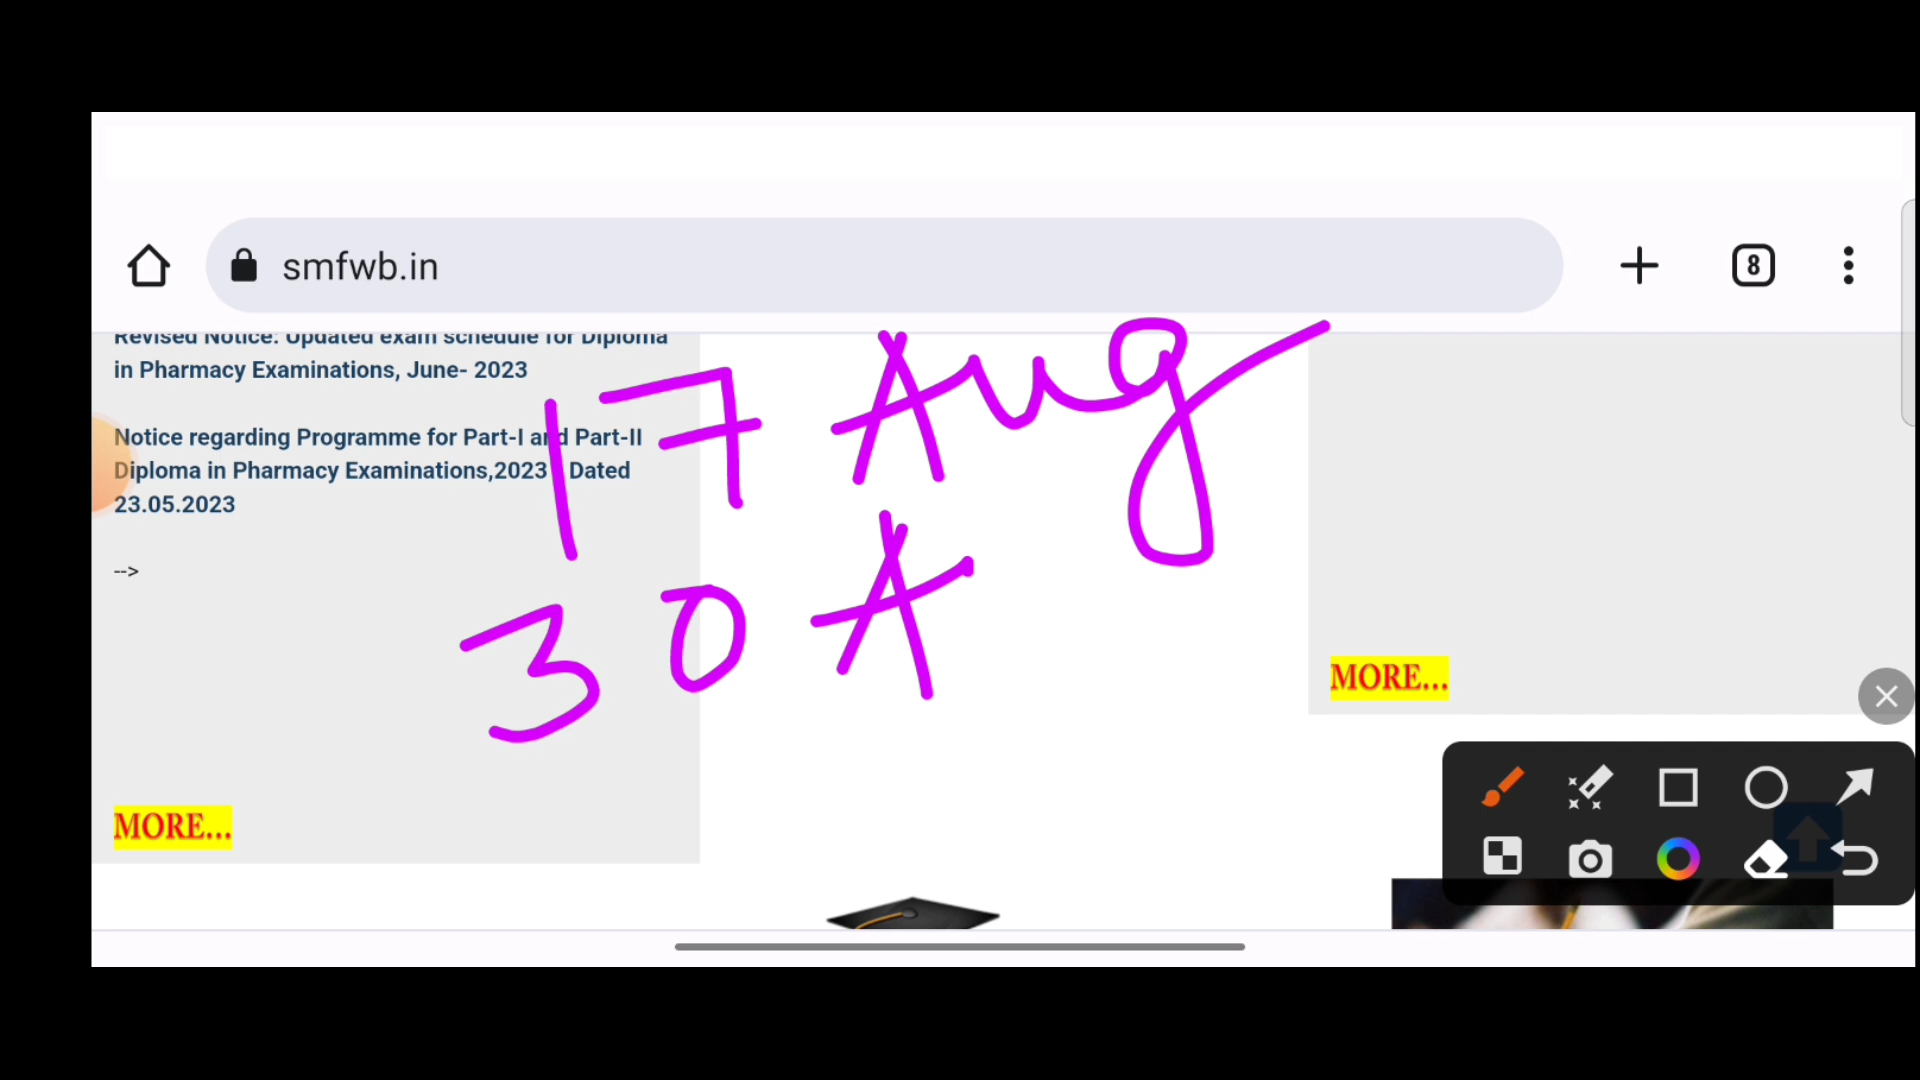 smfwb.in
8
Revised Notice: Updated exam schedule for Diploma
in Pharmacy Examinations, June- 2023
Notice regarding Programme for Part-I and Part-II
Diploma in Pharmacy Examinations,2023 Dated
23.05.2023
-->
17 Aug
30 A
MORE...
MORE...